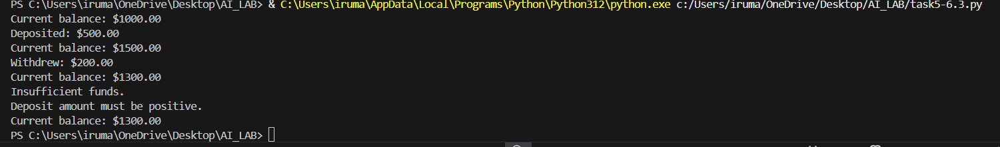 PS C:\Users\iruma\OneDrive\Desktop\AI_LAB> & C:\Users\iruma\AppData\Local\Programs\Python\Python312\python.exe c:/Users/iruma/OneDrive/Desktop/AI_LAB/task5-6.3.py
Current balance: $1000.00
Deposited: $500.00
Current balance: $1500.00
Withdrew: $200.00
Current balance: $1300.00
Insufficient funds.
Deposit amount must be positive.
Current balance: $1300.00
PS C:\Users\iruma\OneDrive\Desktop\AI_LAB>